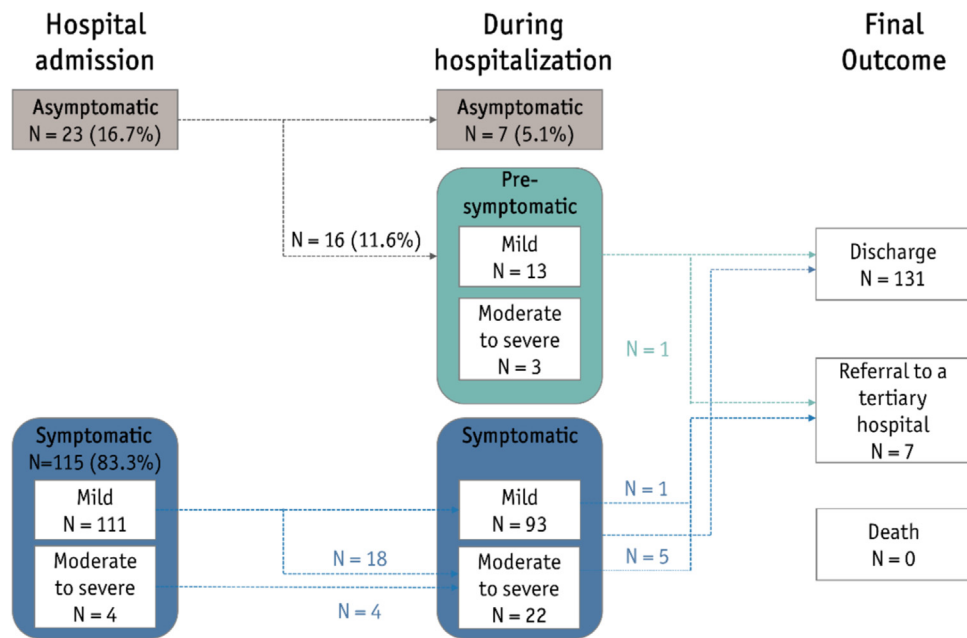 Hospital
admission
During
hospitalization
Final
Outcome
Asymptomatic
N = 23 (16.7%)
Asymptomatic
N = 7 (5.1%)
Pre-
symptomatic
N = 16 (11.6%)
Mild
N = 13
Moderate
to severe
N = 3
Discharge
N = 131
N = 1
Referral to a
tertiary
hospital
N = 7
Symptomatic
N=115 (83.3%)
Mild
N = 111
Moderate
to severe
N = 4
N = 18
N = 4
Symptomatic
Mild
N = 93
Moderate
to severe
N = 22
N = 1
N = 5
Death
N = 0